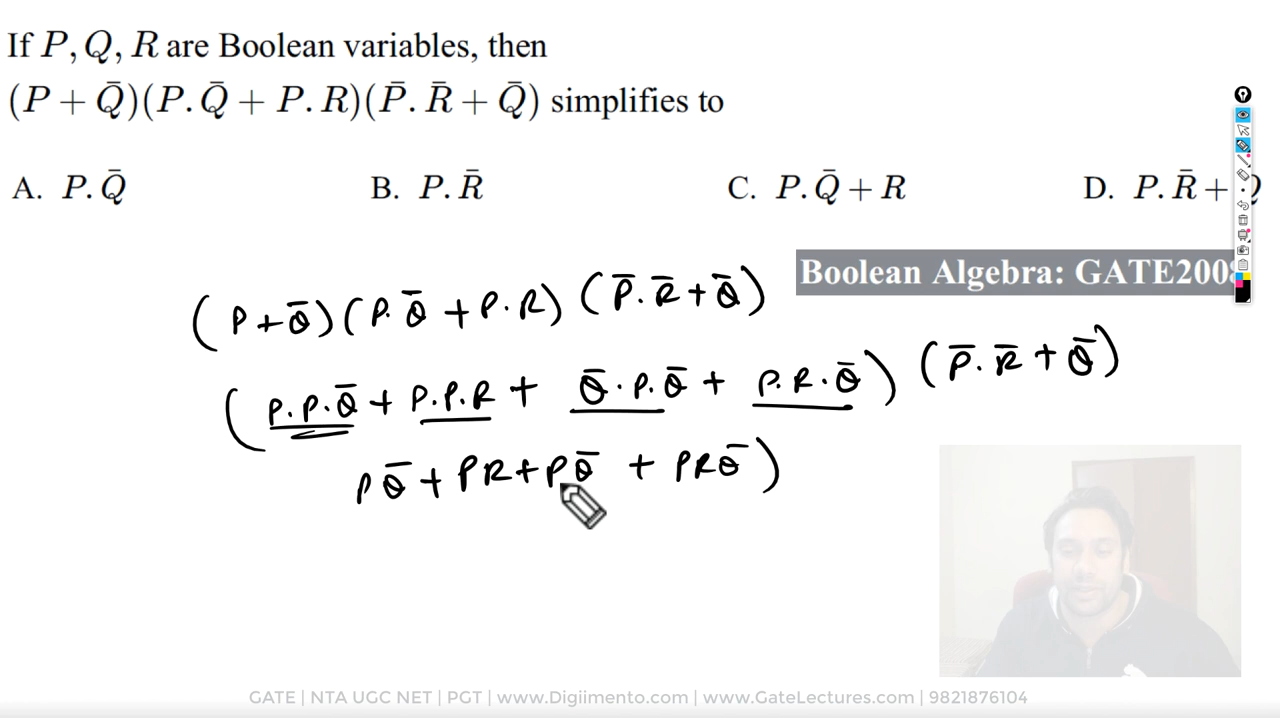 If P, Q, R are Boolean variables, then
(P + Q̄)(P.Q̄ + P.R)(P̄.R̄ + Q̄) simplifies to
A. P.Q̄ B. P.R̄ C. P.Q̄ + R D. P.R̄ + Q
Boolean Algebra: GATE2008
(P + Q̄)(P.Q̄ + P.R)(P̄.R̄ + Q̄)
(P.P.Q̄ + P.P.R + Q̄.P.Q̄ + P.R.Q̄)(P̄.R̄ + Q̄)
PQ̄ + PR + PQ̄ + PRQ̄)
GATE | NTA UGC NET | PGT | www.Digiimento.com | www.GateLectures.com | 9821876104